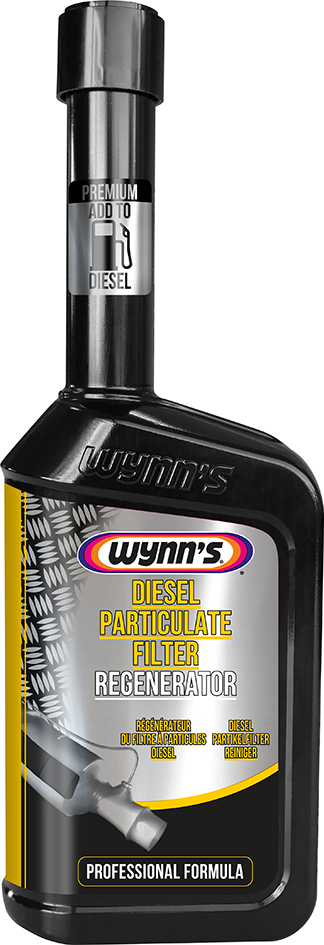 PREMIUM
ADD TO
DIESEL
WYNN'S
WYNN'S
DIESEL
PARTICULATE
FILTER
REGENERATOR
RÉGÉNÉRATEUR
DU FILTRE À PARTICULES
DIESEL
DIESEL
PARTIKELFILTER
REINIGER
PROFESSIONAL FORMULA